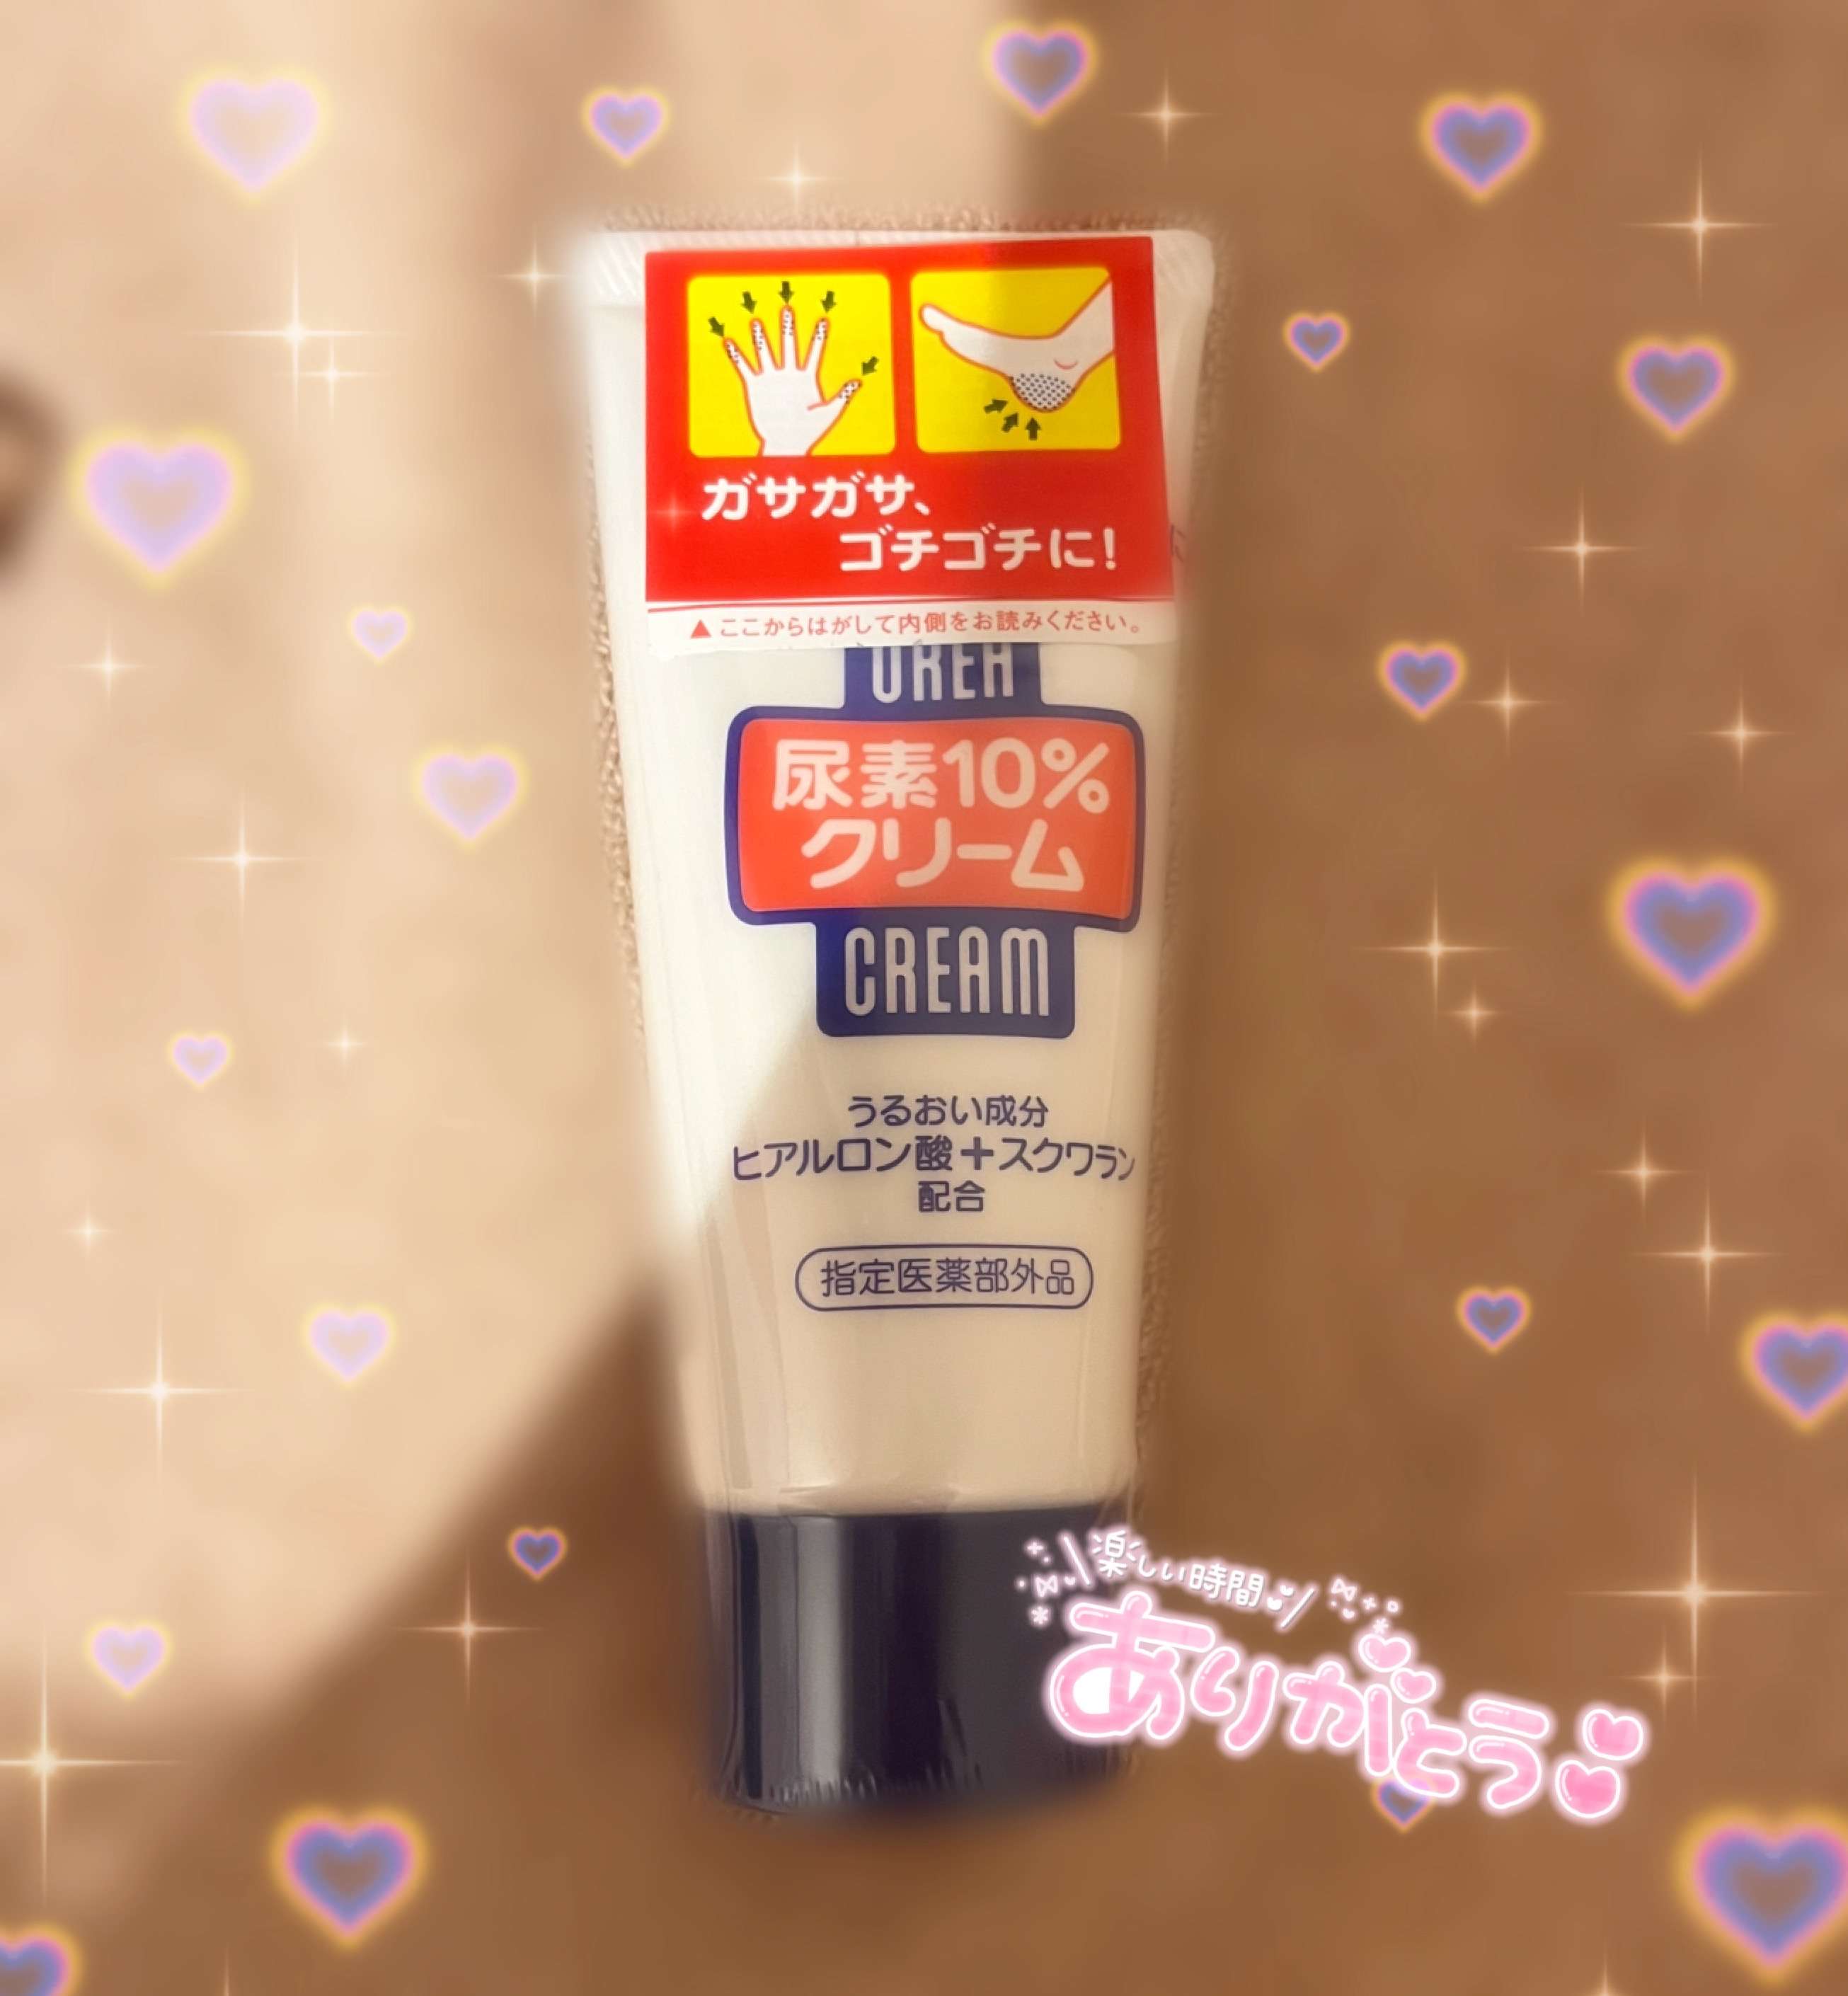 ガサガサ、
ゴチゴチに!
▲ここからはがして内側をお読みください。
UREA
尿素10%
クリーム
CREAM
うるおい成分
ヒアルロン酸+スクワラン
配合
指定医薬部外品
楽しい時間
ありがとう